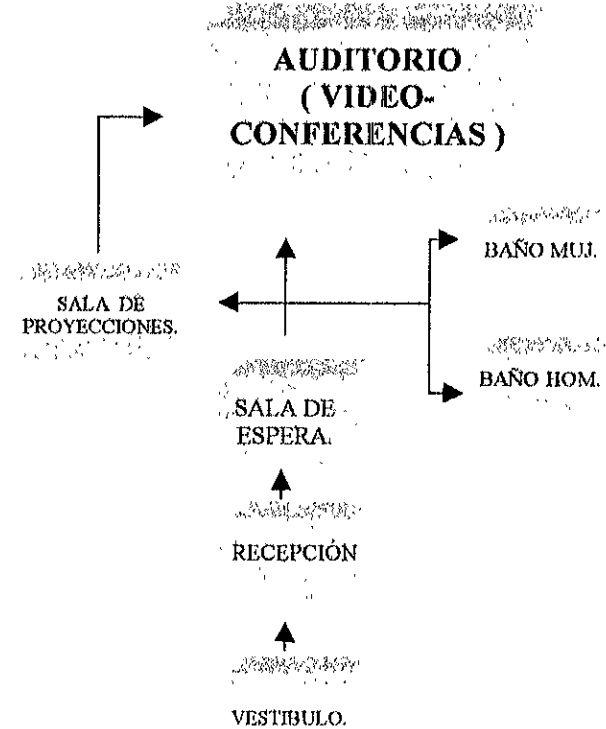 AUDITORIO
( VIDEO-
CONFERENCIAS )
BAÑO MUJ.
SALA DE
PROYECCIONES.
BAÑO HOM.
SALA DE
ESPERA.
RECEPCIÓN
VESTIBULO.